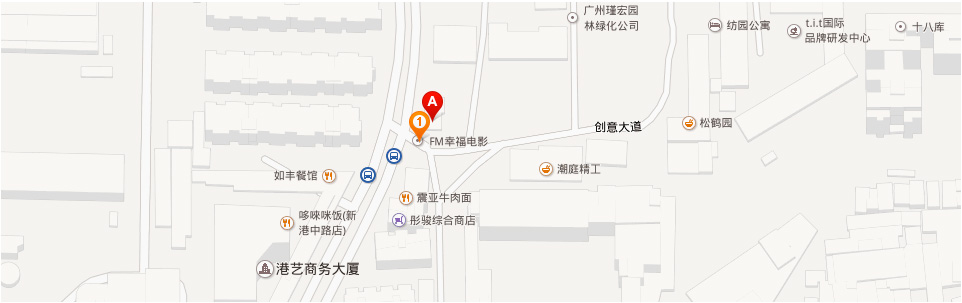 广州瑾宏园
林绿化公司
纺园公寓
t.i.t国际
品牌研发中心
十八库
A
1
创意大道
松鹤园
FM幸福电影
潮庭精工
如丰餐馆
震亚牛肉面
哆唻咪饭(新
港中路店)
彤骏综合商店
港艺商务大厦